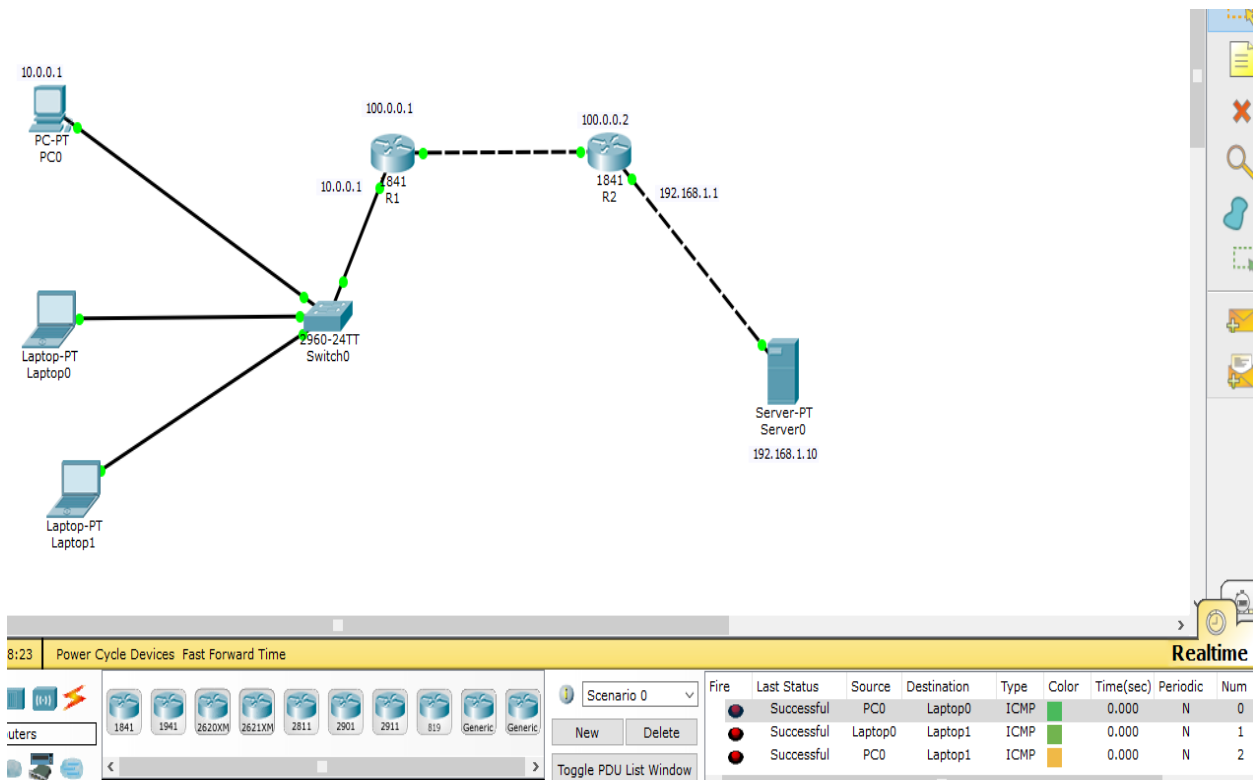 10.0.0.1
PC-PT
PC0
100.0.0.1
10.0.0.1
1841
R1
100.0.0.2
1841
R2
192.168.1.1
2960-24TT
Switch0
Laptop-PT
Laptop0
Laptop-PT
Laptop1
Server-PT
Server0
192.168.1.10
8:23 Power Cycle Devices Fast Forward Time Realtime
1841 1941 2620XM 2621XM 2811 2901 2911 819 Generic Generic
Scenario 0
New Delete
Toggle PDU List Window
Fire Last Status Source Destination Type Color Time(sec) Periodic Num
Successful PC0 Laptop0 ICMP 0.000 N 0
Successful Laptop0 Laptop1 ICMP 0.000 N 1
Successful PC0 Laptop1 ICMP 0.000 N 2